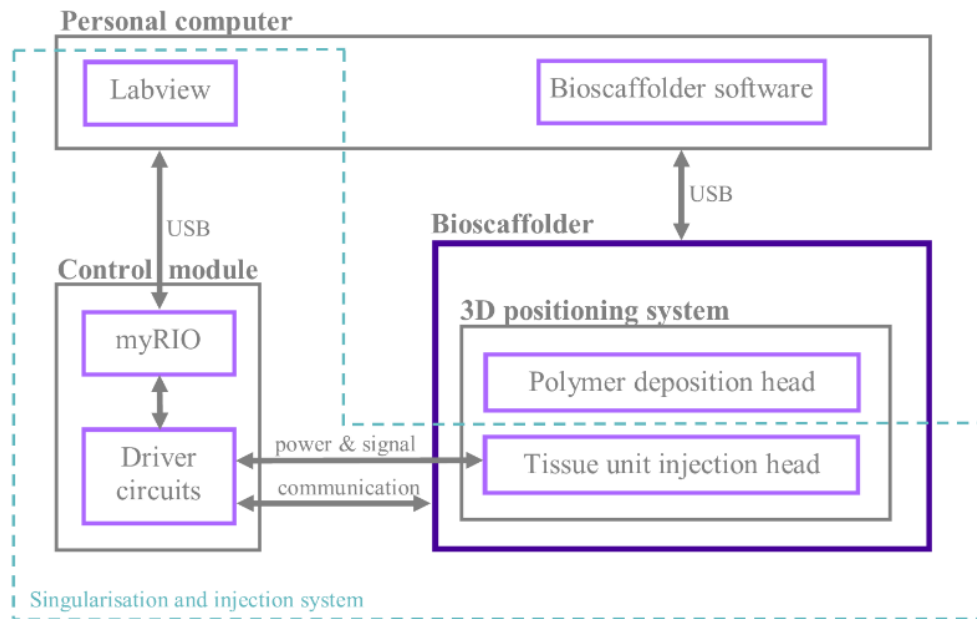 Personal computer
Labview
Bioscaffolder software
USB
USB
Bioscaffolder
Control module
3D positioning system
myRIO
Polymer deposition head
power & signal
Driver
circuits
Tissue unit injection head
communication
Singularisation and injection system